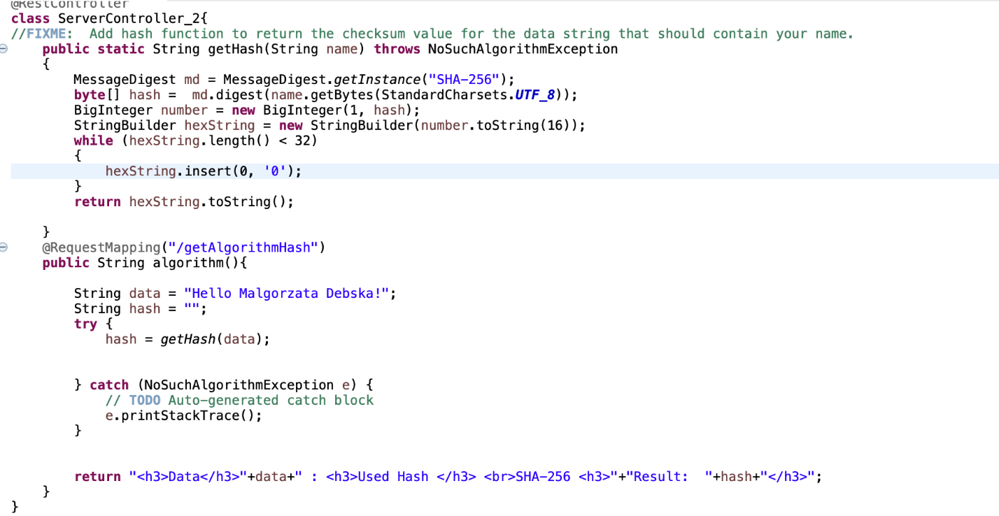 @RestController
class ServerController_2{
//FIXME:  Add hash function to return the checksum value for the data string that should contain your name.
    public static String getHash(String name) throws NoSuchAlgorithmException
    {
        MessageDigest md = MessageDigest.getInstance("SHA-256");
        byte[] hash =  md.digest(name.getBytes(StandardCharsets.UTF_8));
        BigInteger number = new BigInteger(1, hash);
        StringBuilder hexString = new StringBuilder(number.toString(16));
        while (hexString.length() < 32)
        {
            hexString.insert(0, '0');
        }
        return hexString.toString();
    }
    @RequestMapping("/getAlgorithmHash")
    public String algorithm(){
        String data = "Hello Malgorzata Debska!";
        String hash = "";
        try {
            hash = getHash(data);
        } catch (NoSuchAlgorithmException e) {
            // TODO Auto-generated catch block
            e.printStackTrace();
        }
        return "<h3>Data</h3>"+data+" : <h3>Used Hash </h3> <br>SHA-256 <h3>"+"Result:  "+hash+"</h3>";
    }
}